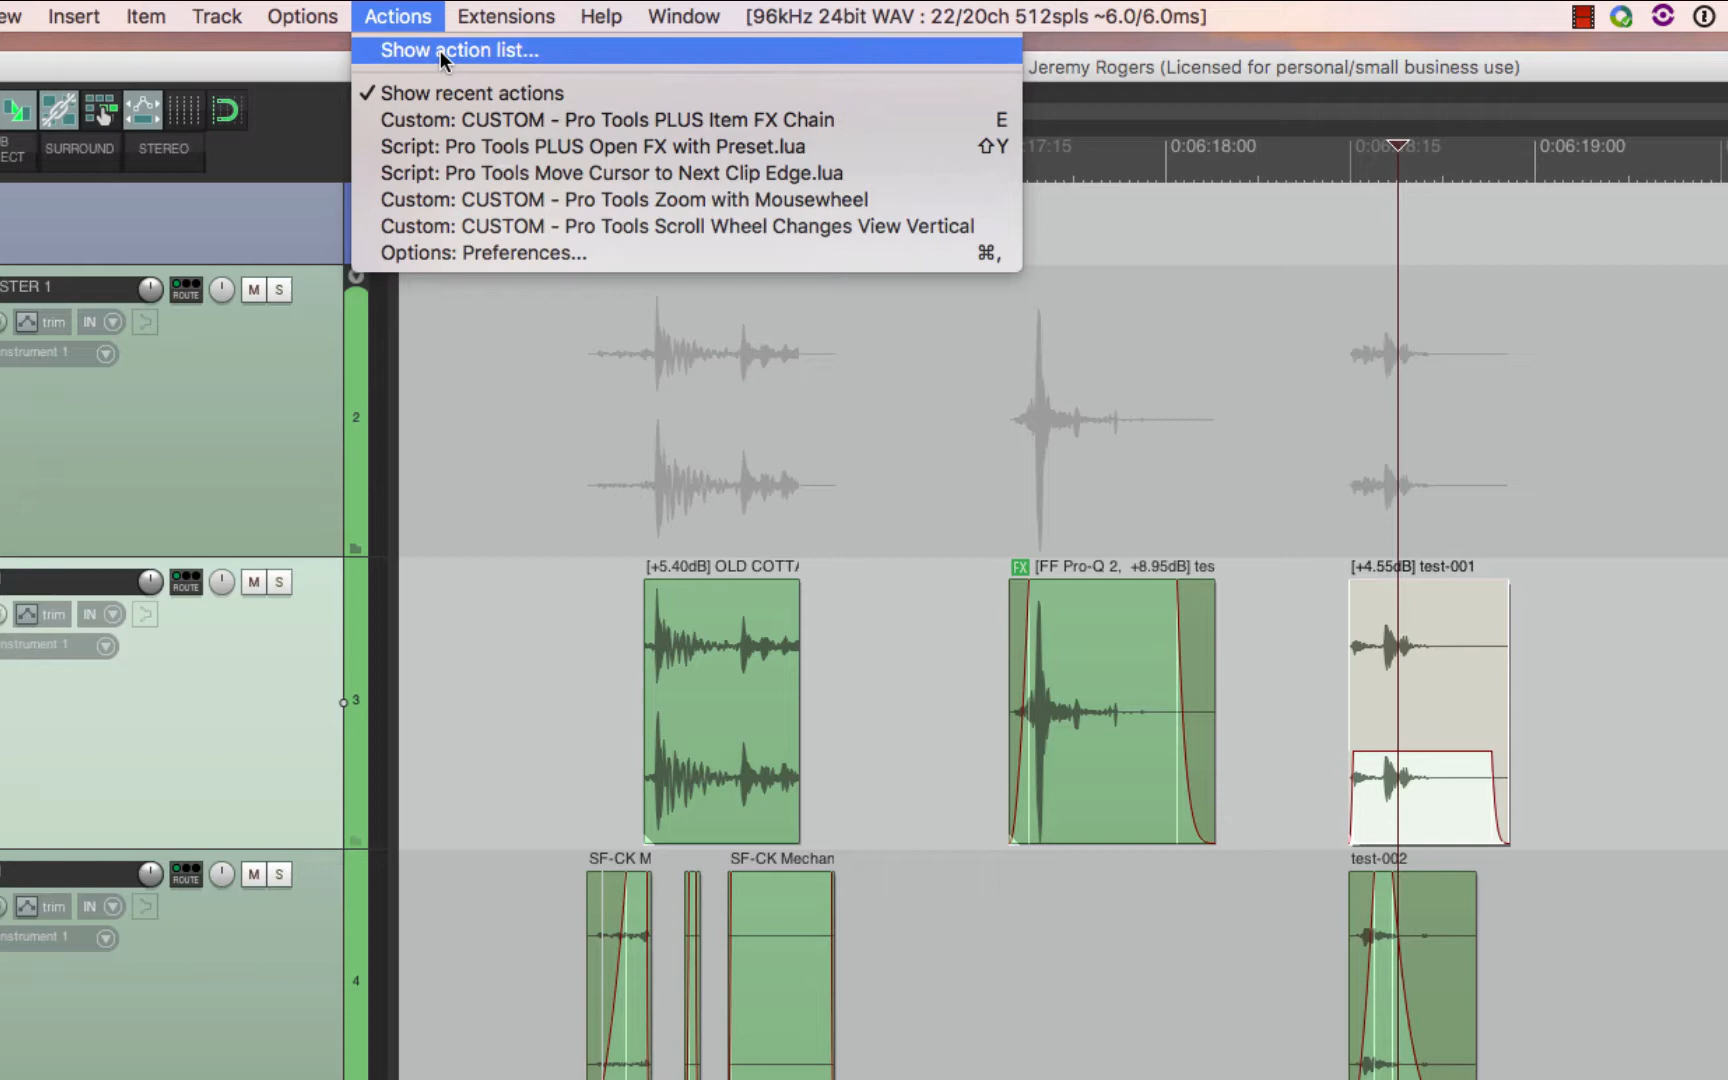 ew Insert Item Track Options Actions Extensions Help Window [96kHz 24bit WAV : 22/20ch 512spls ~6.0/6.0ms]
Show action list...
Jeremy Rogers (Licensed for personal/small business use)
Show recent actions
Custom: CUSTOM - Pro Tools PLUS Item FX Chain E
Script: Pro Tools PLUS Open FX with Preset.lua ⇧Y
Script: Pro Tools Move Cursor to Next Clip Edge.lua
Custom: CUSTOM - Pro Tools Zoom with Mousewheel
Custom: CUSTOM - Pro Tools Scroll Wheel Changes View Vertical
Options: Preferences... ⌘,
ECT SURROUND STEREO
:17:15 0:06:18:00 0:06:18:15 0:06:19:00
STER 1 ROUTE M S
trim IN
nstrument 1
2
[+5.40dB] OLD COTTA
FX [FF Pro-Q 2, +8.95dB] tes
[+4.55dB] test-001
ROUTE M S
trim IN
nstrument 1
3
SF-CK M
SF-CK Mechan
test-002
ROUTE M S
trim IN
nstrument 1
4